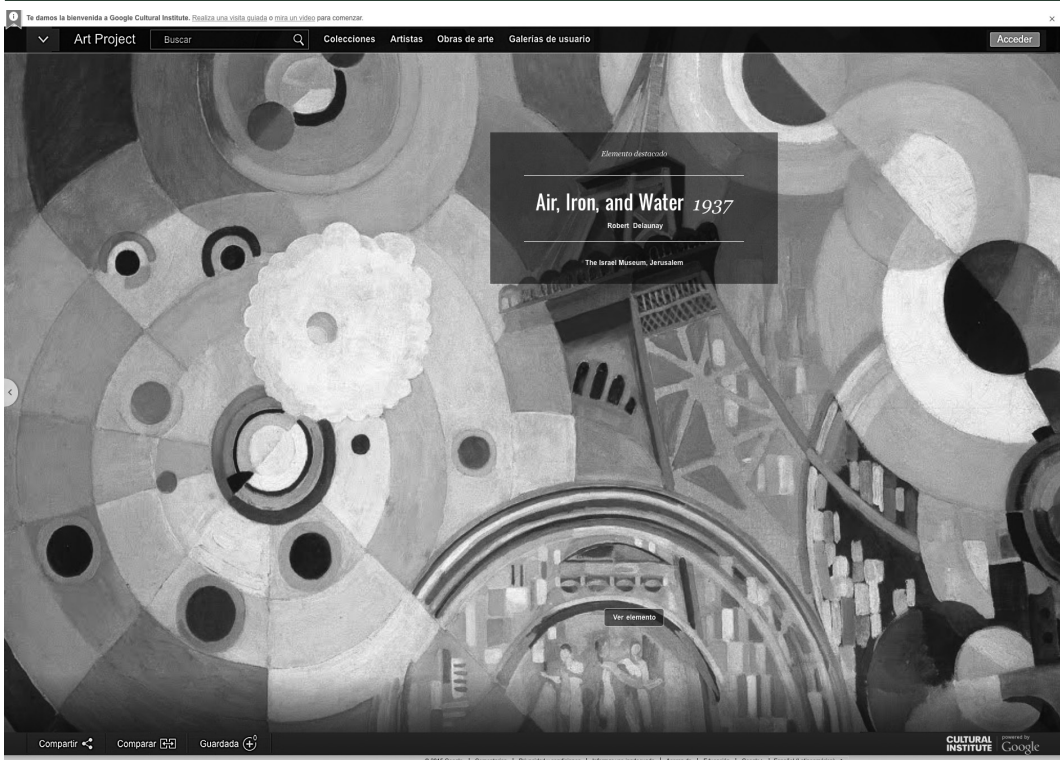 Te damos la bienvenida a Google Cultural Institute. Realiza una visita guiada o mira un vídeo para comenzar.
Art Project
Buscar
Colecciones
Artistas
Obras de arte
Galerías de usuario
Acceder
Elemento destacado
Air, Iron, and Water 1937
Robert Delaunay
The Israel Museum, Jerusalem
Ver elemento
Compartir
Comparar
Guardada
0
CULTURAL INSTITUTE
powered by Google